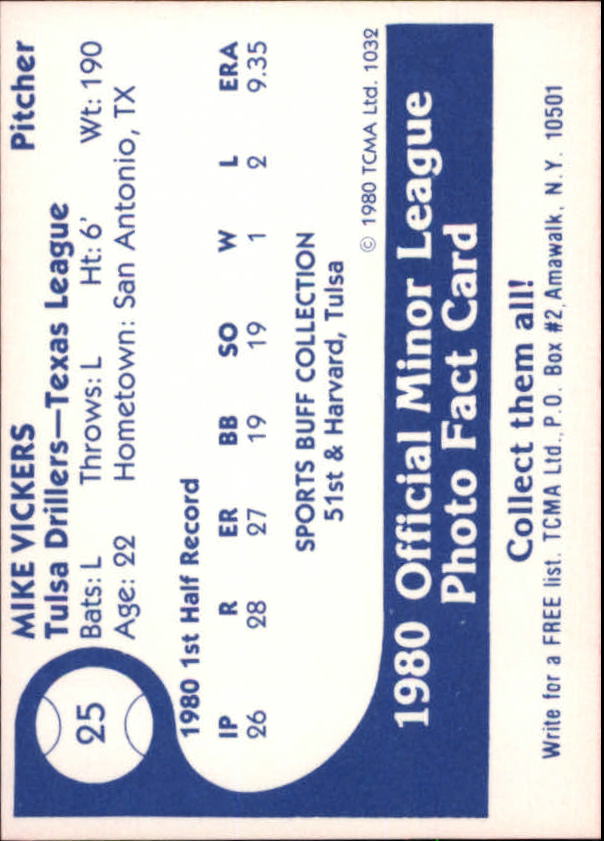 25
MIKE VICKERS Pitcher
Tulsa Drillers—Texas League
Bats: L Throws: L Ht: 6' Wt: 190
Age: 22 Hometown: San Antonio, TX
1980 1st Half Record
IP R ER BB SO W L ERA
26 28 27 19 19 1 2 9.35
SPORTS BUFF COLLECTION
51st & Harvard, Tulsa
© 1980 TCMA Ltd. 1032
1980 Official Minor League
Photo Fact Card
Collect them all!
Write for a FREE list. TCMA Ltd., P.O. Box #2, Amawalk, N.Y. 10501